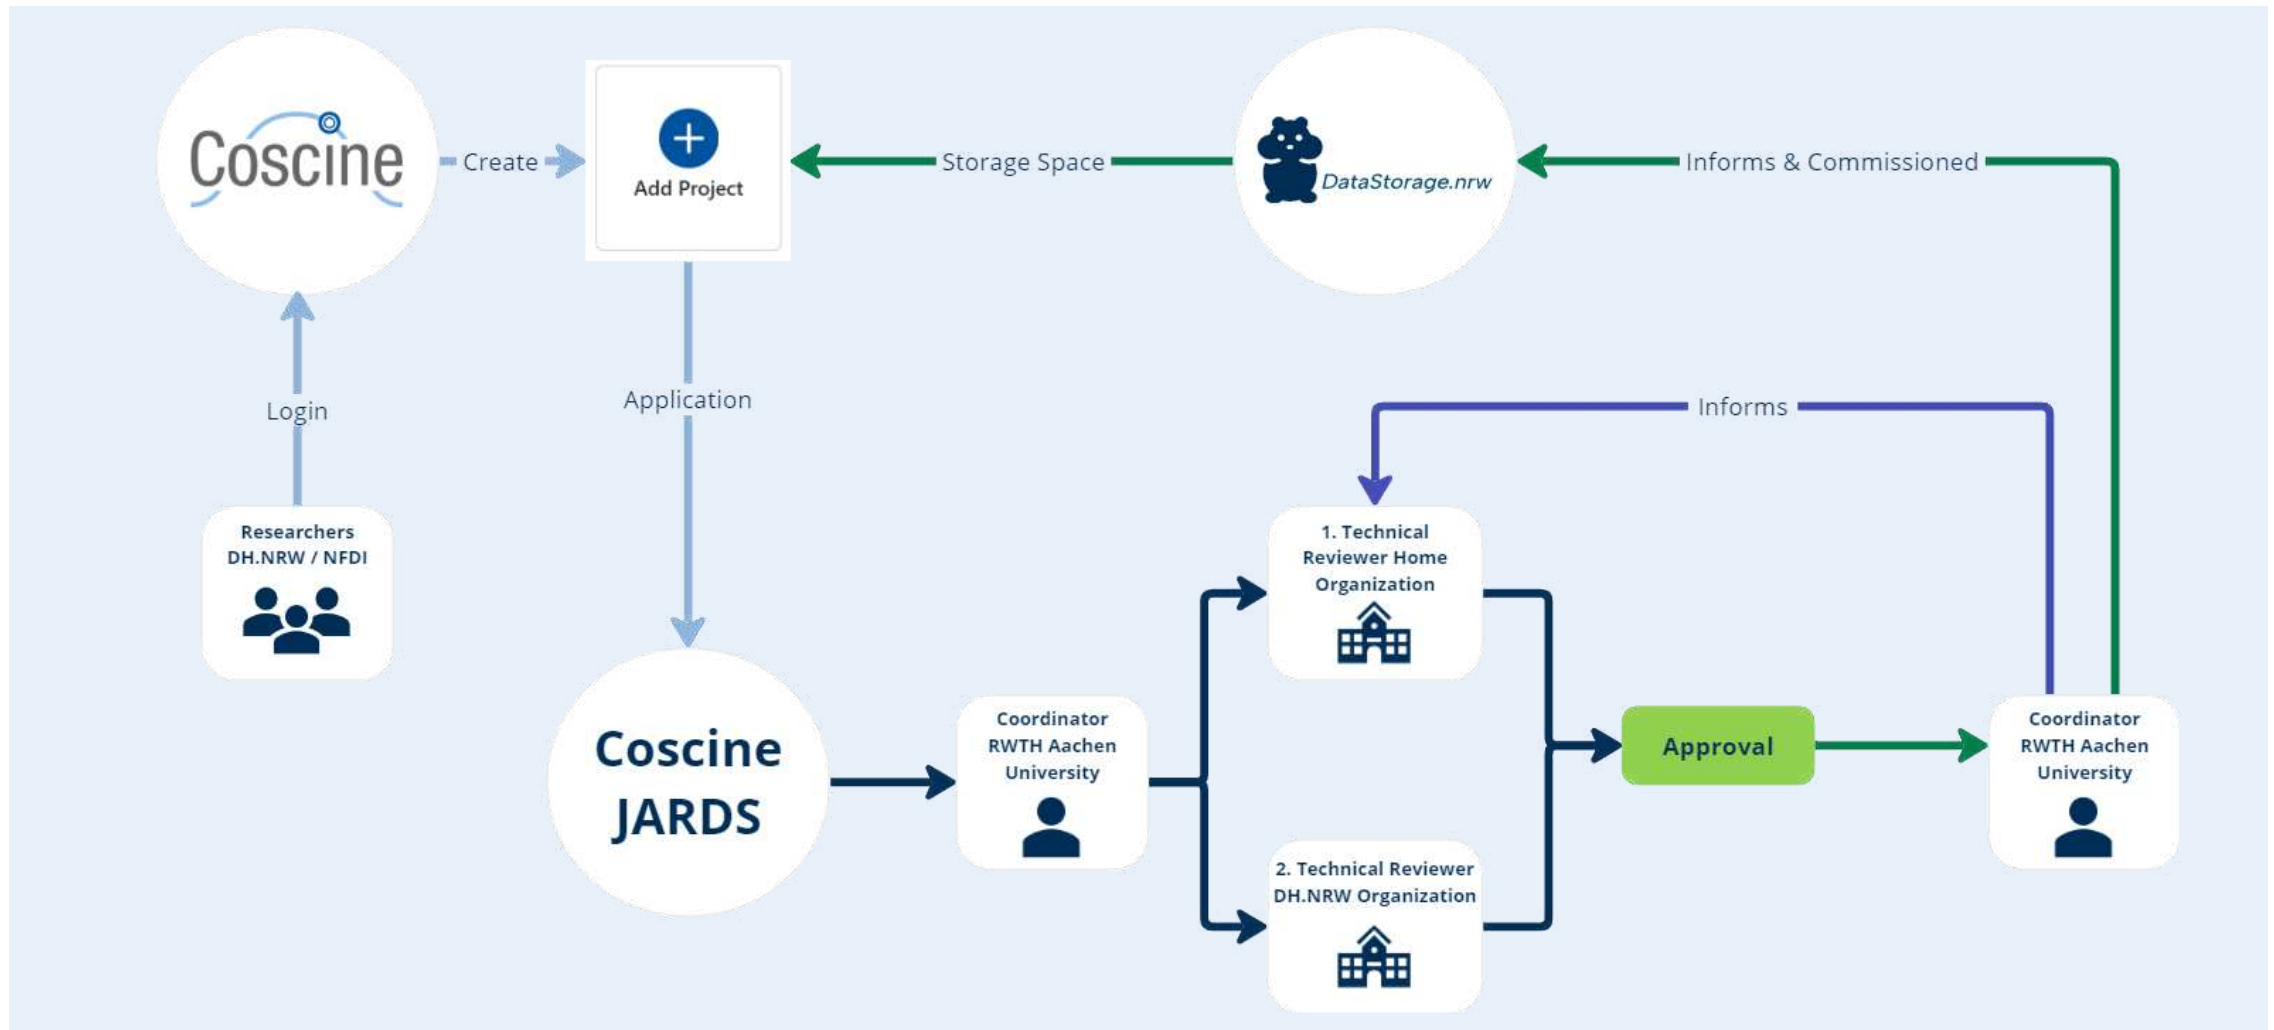 Coscine
Create
Add Project
Storage Space
DataStorage.nrw
Informs & Commissioned
Login
Application
Informs
Researchers
DH.NRW / NFDI
1. Technical
Reviewer Home
Organization
Coscine
JARDS
Coordinator
RWTH Aachen
University
Approval
Coordinator
RWTH Aachen
University
2. Technical Reviewer
DH.NRW Organization